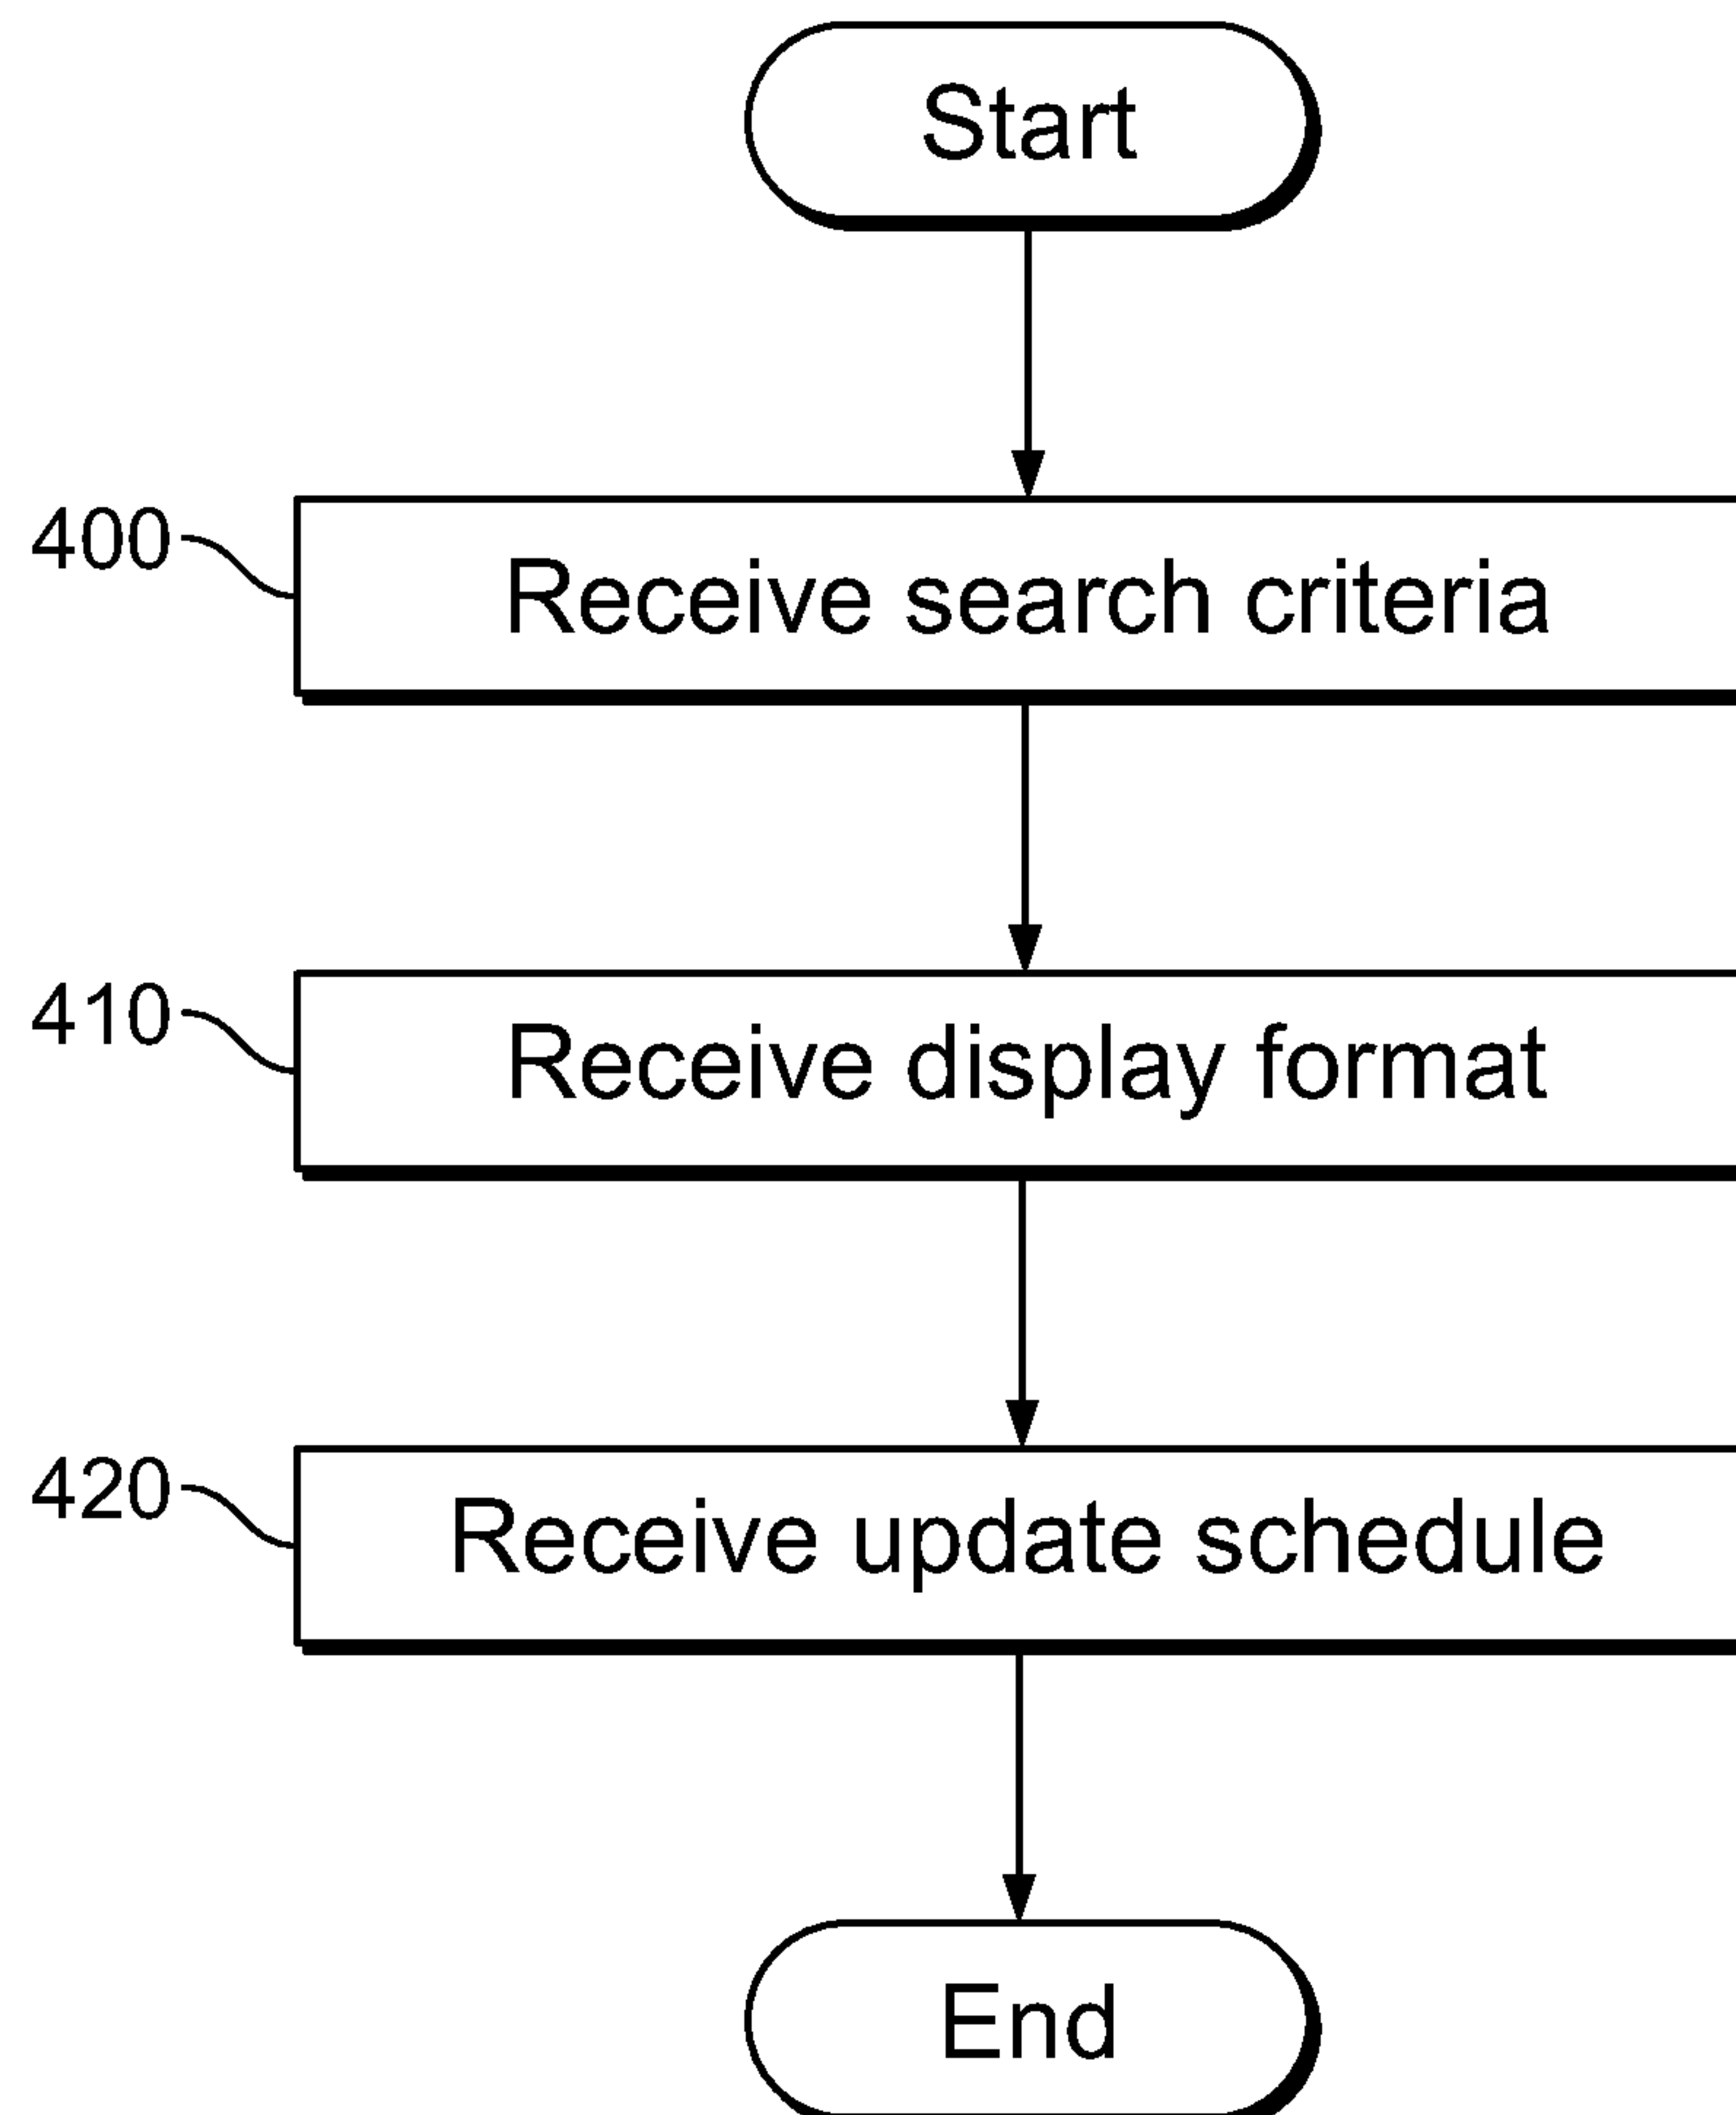 Start
400
Receive search criteria
410
Receive display format
420
Receive update schedule
End